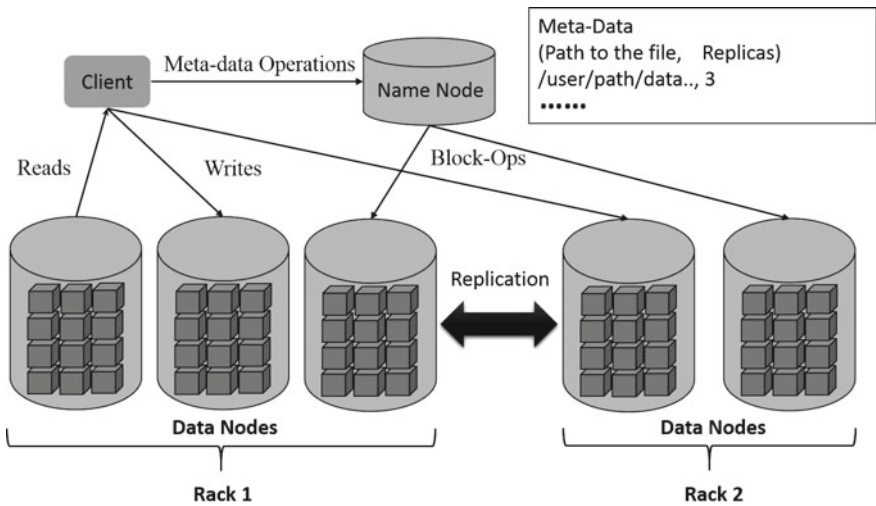 Meta-Data
(Path to the file, Replicas)
/user/path/data.., 3
......
Client
Meta-data Operations
Name Node
Reads
Writes
Block-Ops
Replication
Data Nodes
Data Nodes
Rack 1
Rack 2